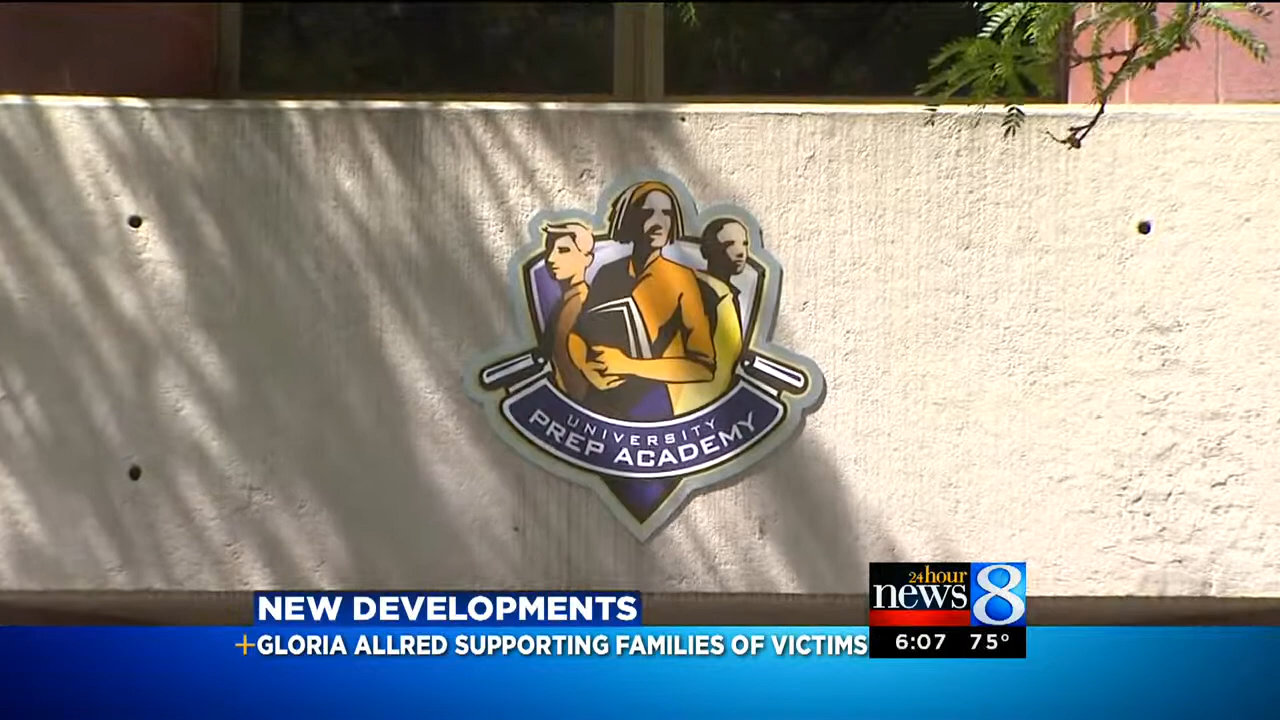 UNIVERSITY
PREP ACADEMY
NEW DEVELOPMENTS
+GLORIA ALLRED SUPPORTING FAMILIES OF VICTIMS
24hour
news 8
6:07 75°